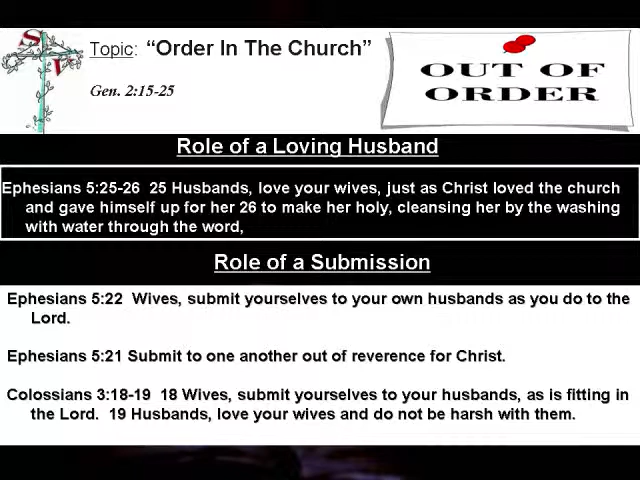 S
V
Topic: “Order In The Church”
Gen. 2:15-25
OUT OF
ORDER
Role of a Loving Husband
Ephesians 5:25-26 25 Husbands, love your wives, just as Christ loved the church
and gave himself up for her 26 to make her holy, cleansing her by the washing
with water through the word,
Role of a Submission
Ephesians 5:22 Wives, submit yourselves to your own husbands as you do to the
Lord.
Ephesians 5:21 Submit to one another out of reverence for Christ.
Colossians 3:18-19 18 Wives, submit yourselves to your husbands, as is fitting in
the Lord. 19 Husbands, love your wives and do not be harsh with them.